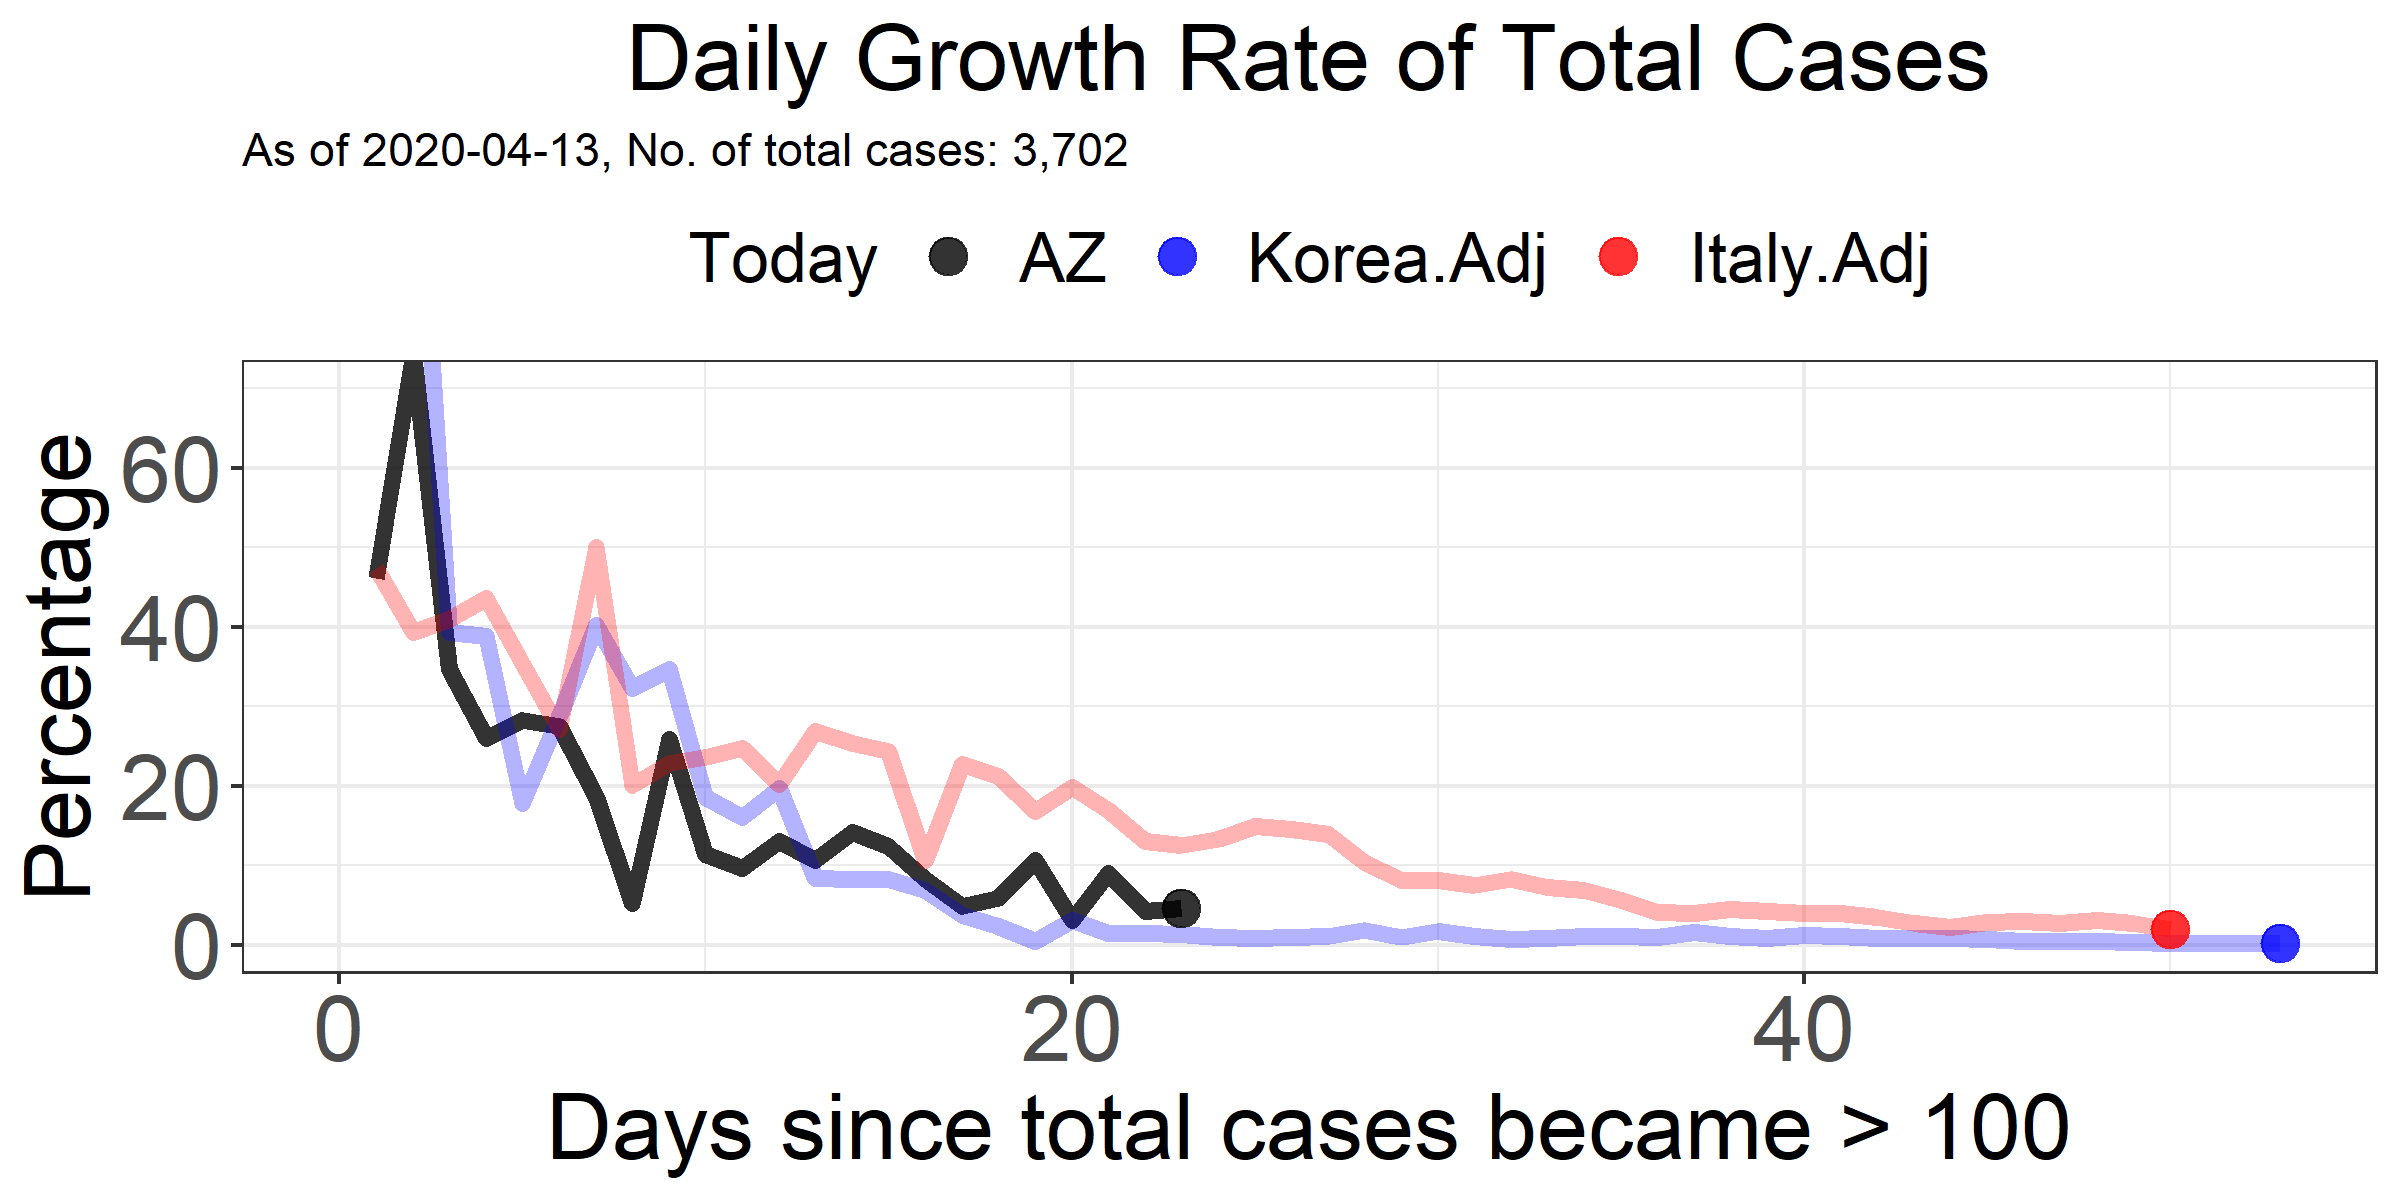 Daily Growth Rate of Total Cases
As of 2020-04-13, No. of total cases: 3,702
Today AZ Korea.Adj Italy.Adj
Percentage
60
40
20
0
0 20 40
Days since total cases became > 100